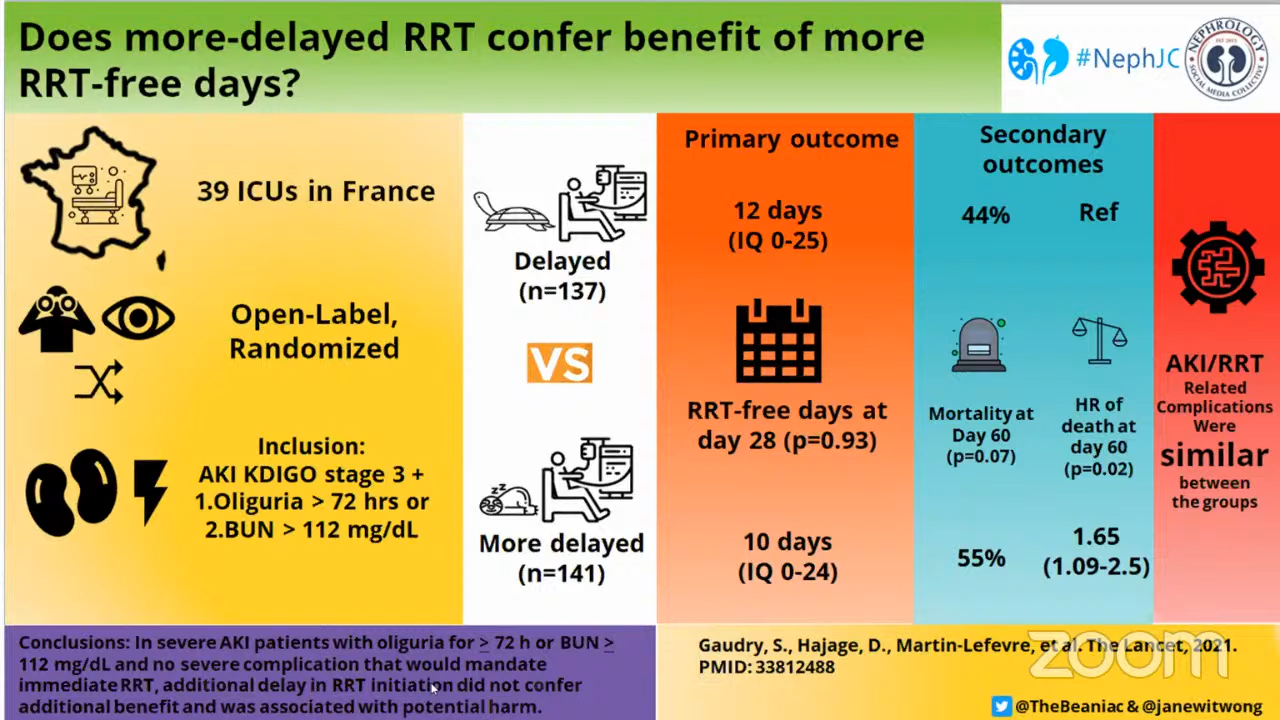 Does more-delayed RRT confer benefit of more
RRT-free days?
#NephJC
NEPHROLOGY
SOCIAL MEDIA COLLECTIVE
39 ICUs in France
Open-Label,
Randomized
Inclusion:
AKI KDIGO stage 3 +
1.Oliguria > 72 hrs or
2.BUN > 112 mg/dL
Delayed
(n=137)
VS
More delayed
(n=141)
Primary outcome
12 days
(IQ 0-25)
RRT-free days at
day 28 (p=0.93)
10 days
(IQ 0-24)
Secondary
outcomes
44%
Ref
Mortality at
Day 60
(p=0.07)
HR of
death at
day 60
(p=0.02)
55%
1.65
(1.09-2.5)
AKI/RRT
Related
Complications
Were
similar
between
the groups
Conclusions: In severe AKI patients with oliguria for ≥ 72 h or BUN ≥
112 mg/dL and no severe complication that would mandate
immediate RRT, additional delay in RRT initiation did not confer
additional benefit and was associated with potential harm.
Gaudry, S., Hajage, D., Martin-Lefevre, et al. The Lancet, 2021.
PMID: 33812488
zoom
@TheBeaniac & @janewitwong